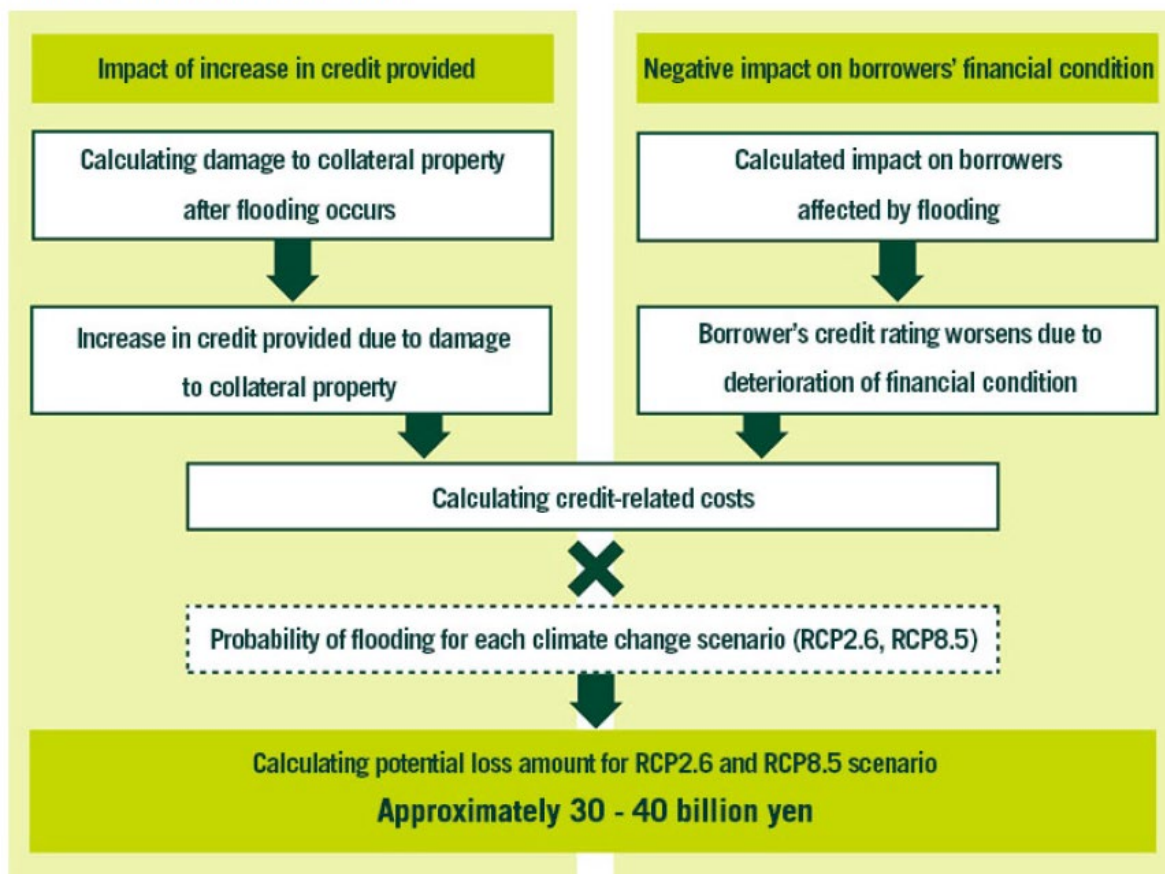 Impact of increase in credit provided
Calculating damage to collateral property
after flooding occurs
Increase in credit provided due to damage
to collateral property
Negative impact on borrowers' financial condition
Calculated impact on borrowers
affected by flooding
Borrower's credit rating worsens due to
deterioration of financial condition
Calculating credit-related costs
Probability of flooding for each climate change scenario (RCP2.6, RCP8.5)
Calculating potential loss amount for RCP2.6 and RCP8.5 scenario
Approximately 30 - 40 billion yen